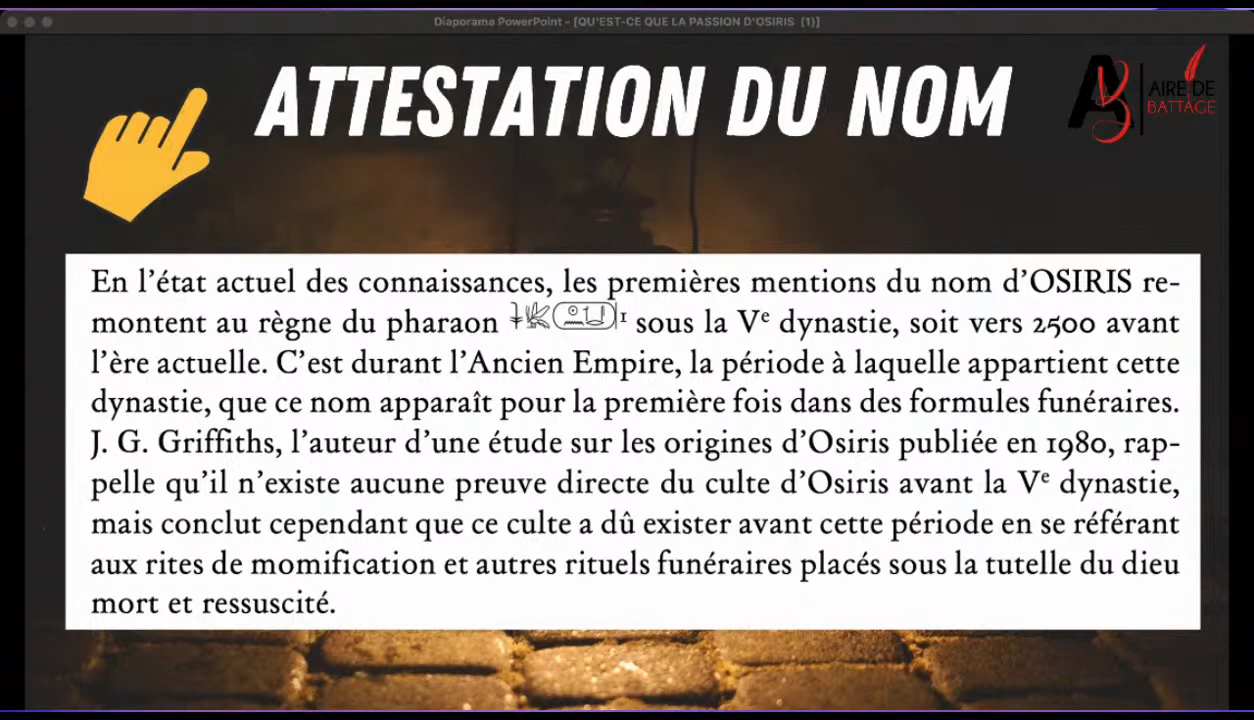 Diaporama PowerPoint - [QU'EST-CE QUE LA PASSION D'OSIRIS (1)]
ATTESTATION DU NOM
AB
AIRE DE
BATTAGE
En l'état actuel des connaissances, les premières mentions du nom d'OSIRIS re-
montent au règne du pharaon sous la Ve dynastie, soit vers 2500 avant
l'ère actuelle. C'est durant l'Ancien Empire, la période à laquelle appartient cette
dynastie, que ce nom apparaît pour la première fois dans des formules funéraires.
J. G. Griffiths, l'auteur d'une étude sur les origines d'Osiris publiée en 1980, rap-
pelle qu'il n'existe aucune preuve directe du culte d'Osiris avant la Ve dynastie,
mais conclut cependant que ce culte a dû exister avant cette période en se référant
aux rites de momification et autres rituels funéraires placés sous la tutelle du dieu
mort et ressuscité.